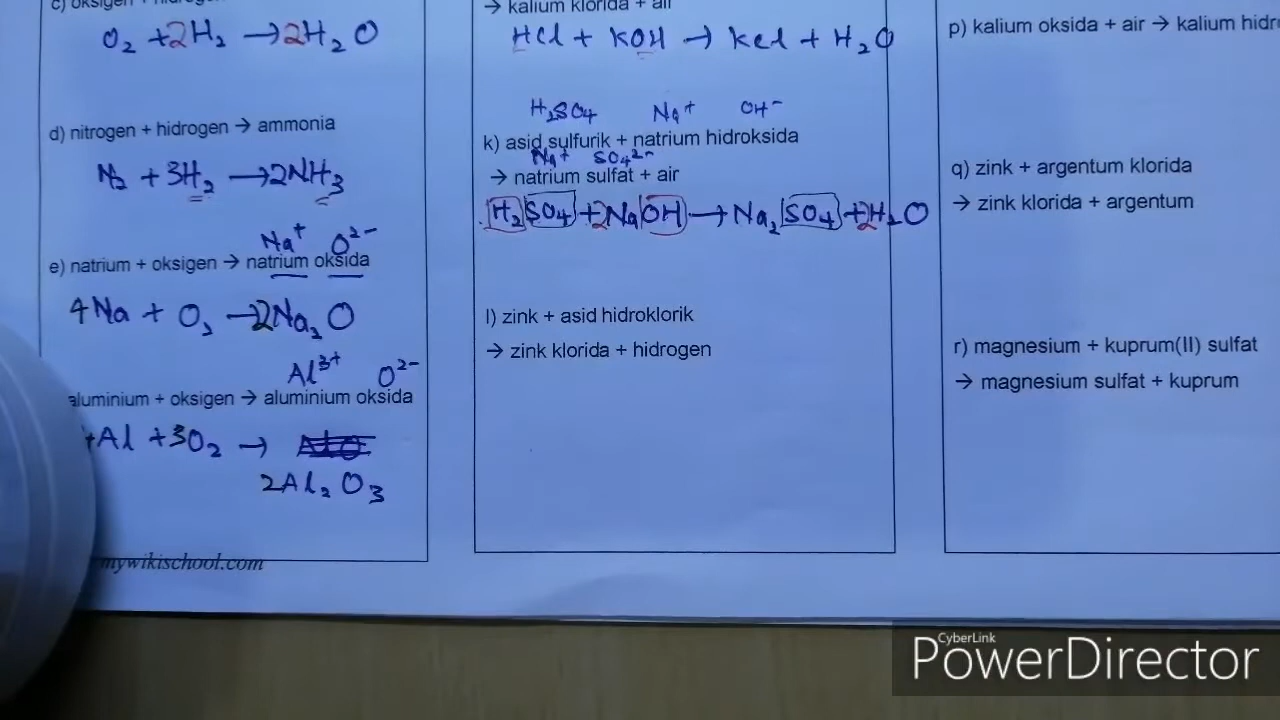 c) oksigen +
O₂ + 2H₂ → 2H₂O
d) nitrogen + hidrogen → ammonia
N₂ + 3H₂ → 2NH₃
Na⁺ O²⁻
e) natrium + oksigen → natrium oksida
4Na + O₂ → 2Na₂O
Al³⁺ O²⁻
aluminium + oksigen → aluminium oksida
Al + 3O₂ →
2Al₂O₃
mywikischool.com
→ kalium klorida + air
HCl + KOH → KCl + H₂O
H₂SO₄ Na⁺ OH⁻
k) asid sulfurik + natrium hidroksida
Na⁺ SO₄²⁻
→ natrium sulfat + air
H₂SO₄ + 2NaOH → Na₂SO₄ + 2H₂O
l) zink + asid hidroklorik
→ zink klorida + hidrogen
p) kalium oksida + air → kalium hidr
q) zink + argentum klorida
→ zink klorida + argentum
r) magnesium + kuprum(II) sulfat
→ magnesium sulfat + kuprum
CyberLink
PowerDirector